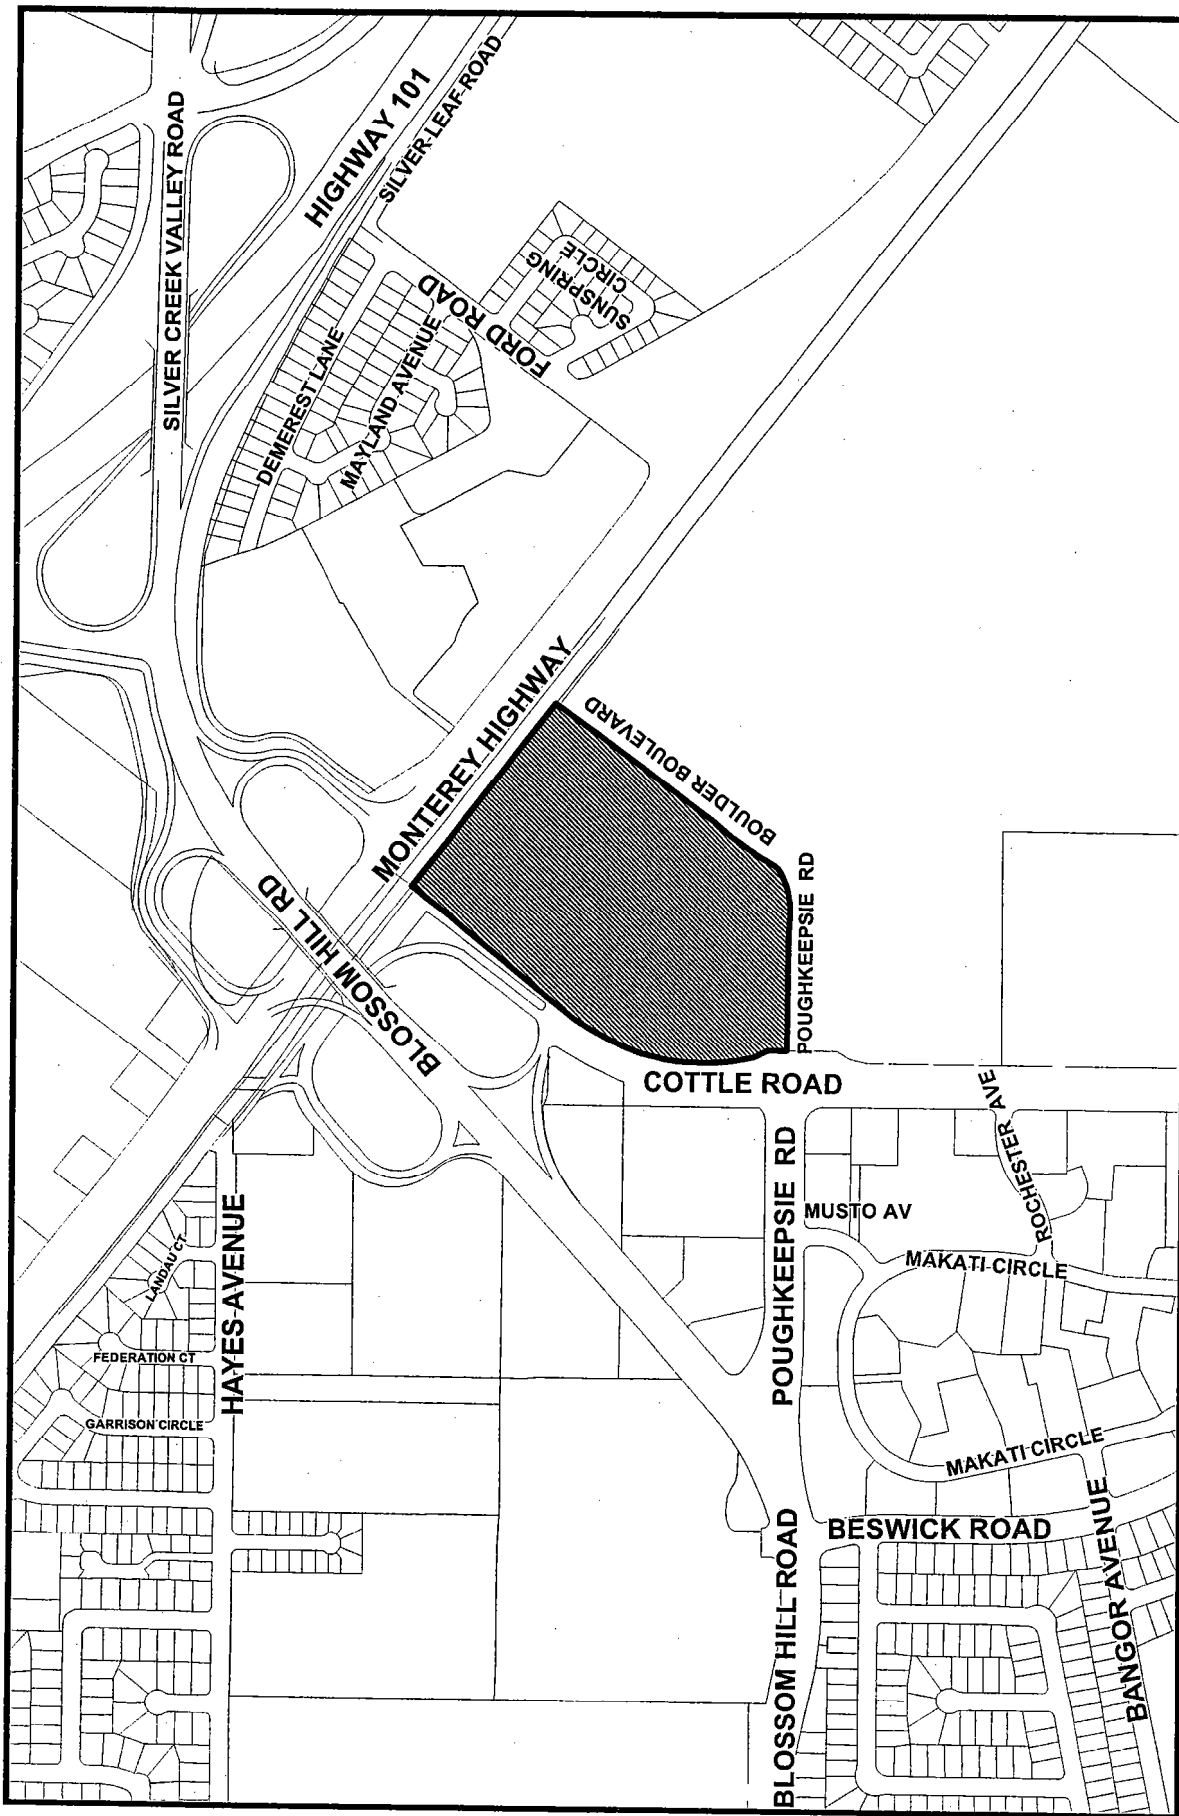 SILVER CREEK VALLEY ROAD
HIGHWAY 101
SILVER LEAF ROAD
SUNSPRING
CIRCLE
FORD ROAD
DEMEREST LANE
MAYLAND AVENUE
MONTEREY HIGHWAY
BOULDER BOULEVARD
BLOSSOM HILL RD
POUGHKEEPSIE RD
COTTLE ROAD
ROCHESTER AVE
POUGHKEEPSIE RD
MUSTO AV
MAKATI CIRCLE
HAYES AVENUE
LANDAU CT
FEDERATION CT
GARRISON CIRCLE
MAKATI CIRCLE
BLOSSOM HILL ROAD
BESWICK ROAD
BANGOR AVENUE